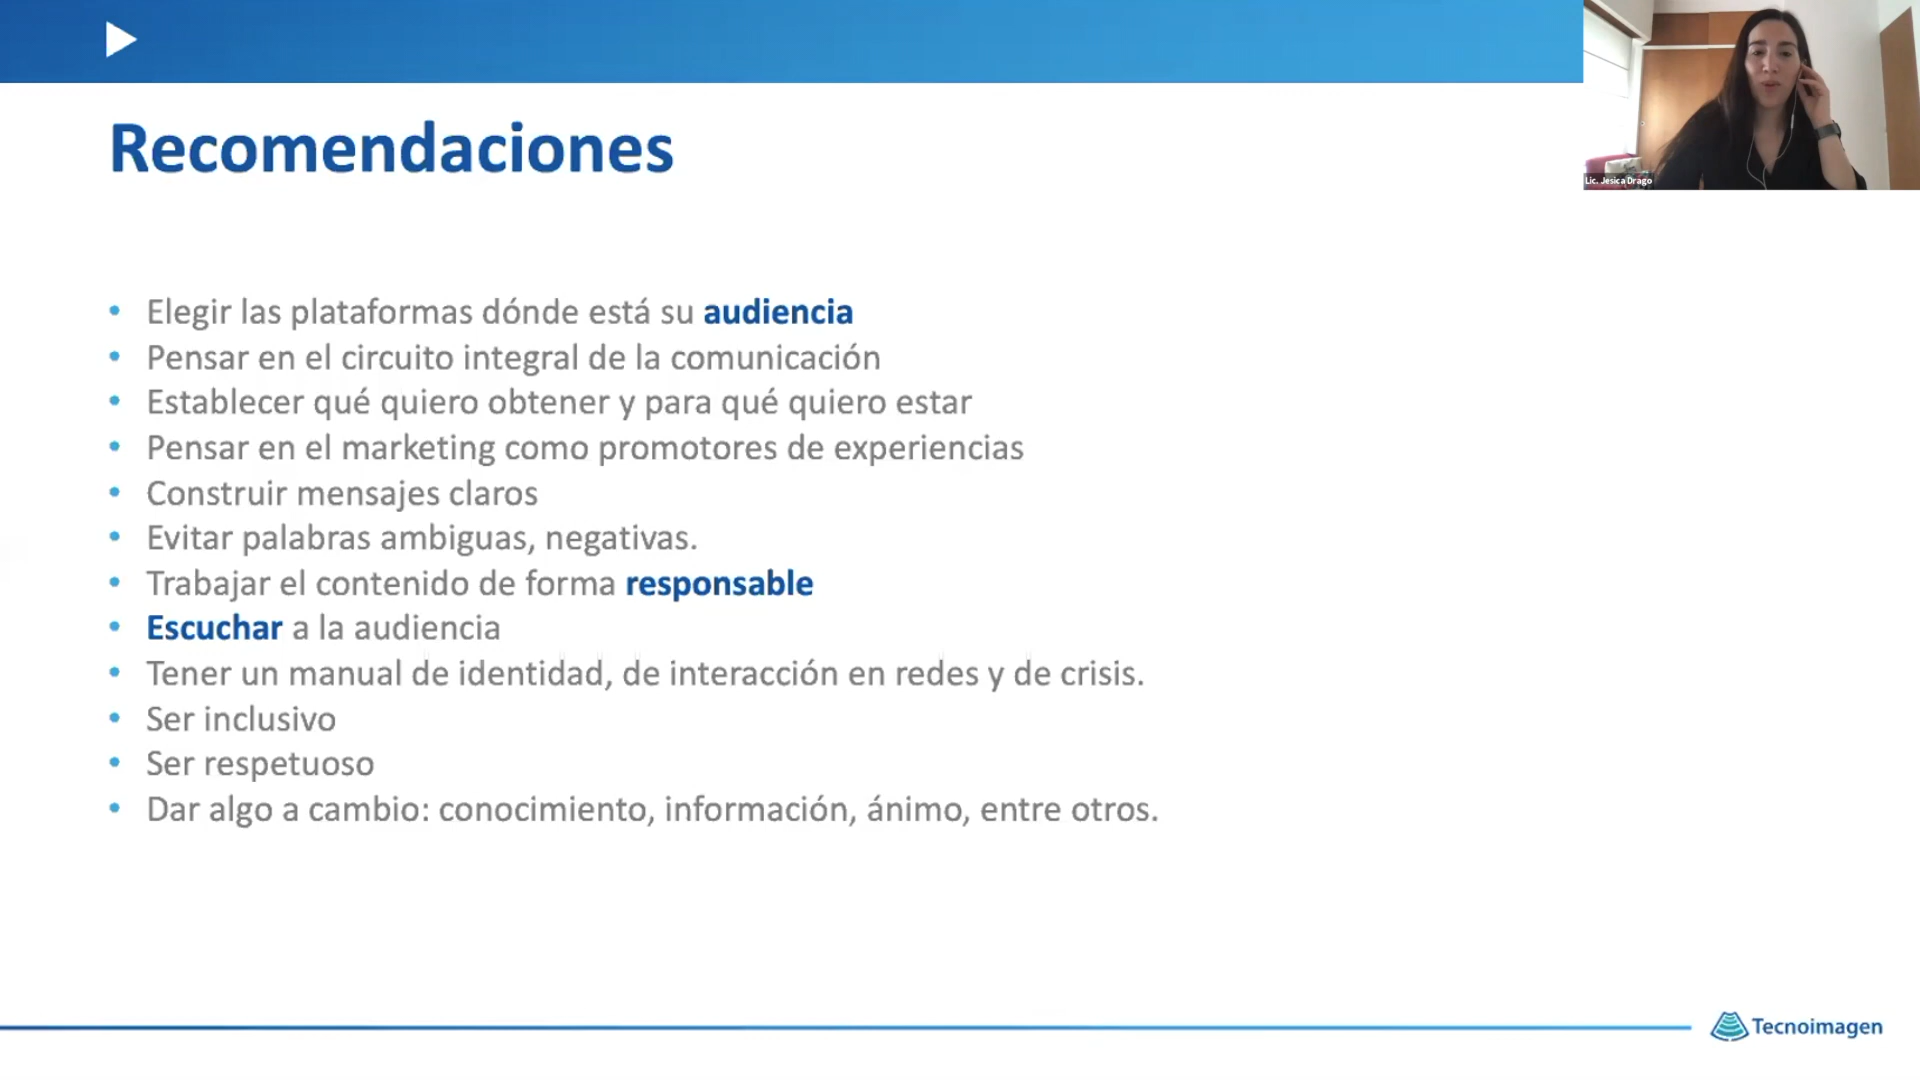 Lic. Jesica Drago
Recomendaciones
• Elegir las plataformas dónde está su audiencia
• Pensar en el circuito integral de la comunicación
• Establecer qué quiero obtener y para qué quiero estar
• Pensar en el marketing como promotores de experiencias
• Construir mensajes claros
• Evitar palabras ambiguas, negativas.
• Trabajar el contenido de forma responsable
• Escuchar a la audiencia
• Tener un manual de identidad, de interacción en redes y de crisis.
• Ser inclusivo
• Ser respetuoso
• Dar algo a cambio: conocimiento, información, ánimo, entre otros.
Tecnoimagen